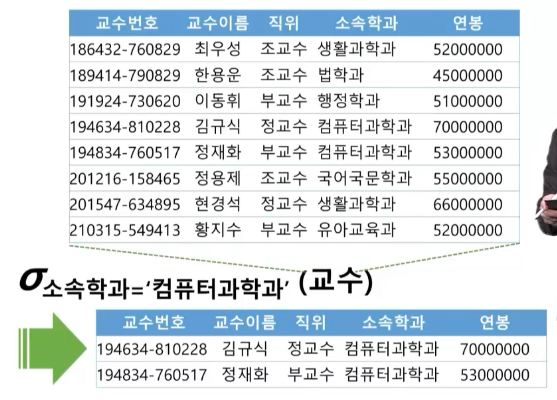 교수번호 교수이름 직위 소속학과 연봉
186432-760829 최우성 조교수 생활과학과 52000000
189414-790829 한용운 조교수 법학과 45000000
191924-730620 이동휘 부교수 행정학과 51000000
194634-810228 김규식 정교수 컴퓨터과학과 70000000
194834-760517 정재화 부교수 컴퓨터과학과 53000000
201216-158465 정용제 조교수 국어국문학과 55000000
201547-634895 현경석 정교수 생활과학과 66000000
210315-549413 황지수 부교수 유아교육과 52000000
σ소속학과=‘컴퓨터과학과’ (교수)
교수번호 교수이름 직위 소속학과 연봉
194634-810228 김규식 정교수 컴퓨터과학과 70000000
194834-760517 정재화 부교수 컴퓨터과학과 53000000